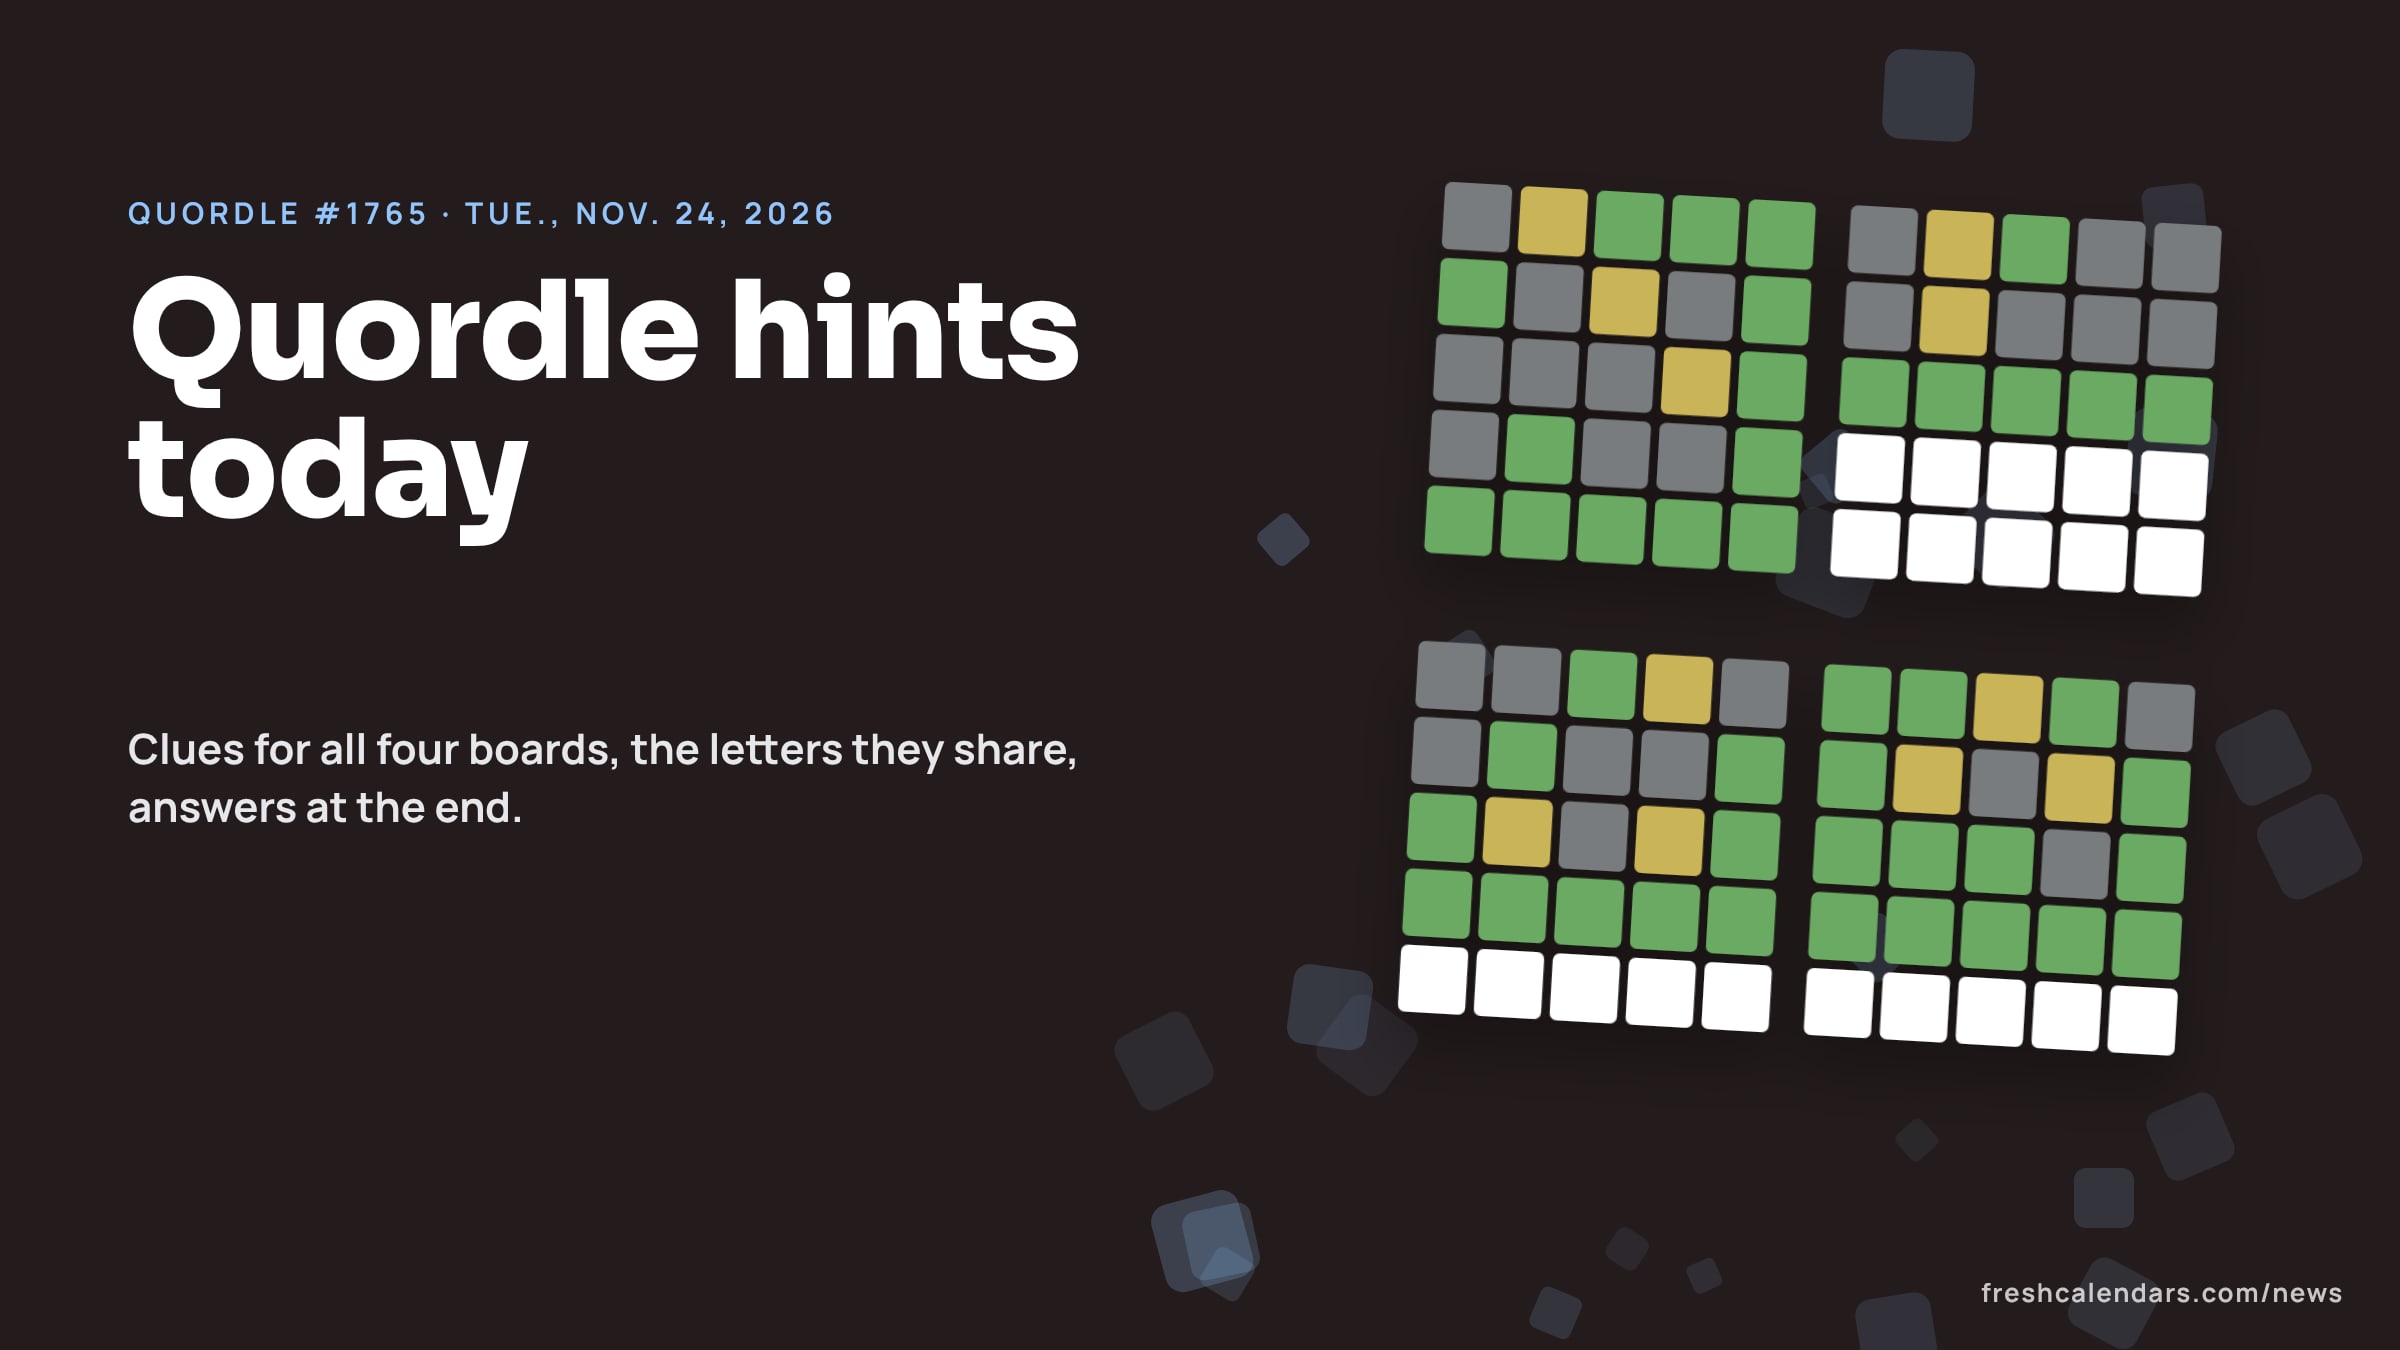 QUORDLE #1765 · TUE., NOV. 24, 2026
Quordle hints
today
Clues for all four boards, the letters they share,
answers at the end.
freshcalendars.com/news